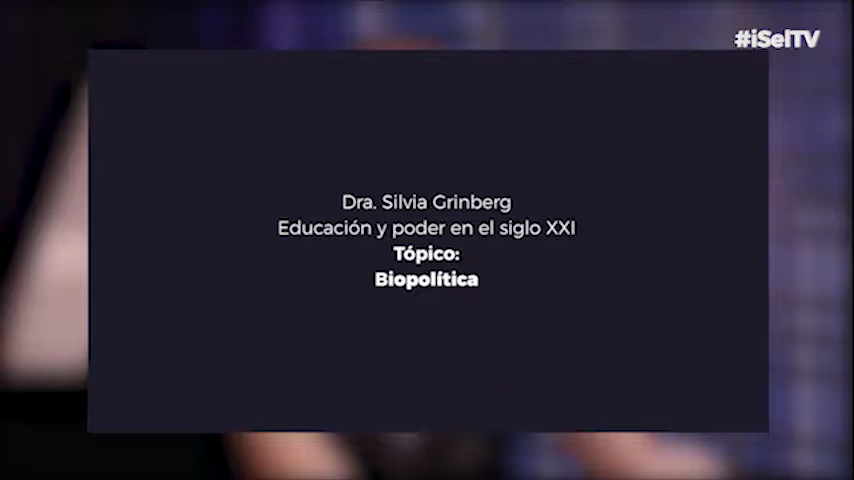 #iSelTV
Dra. Silvia Grinberg
Educación y poder en el siglo XXI
Tópico:
Biopolítica